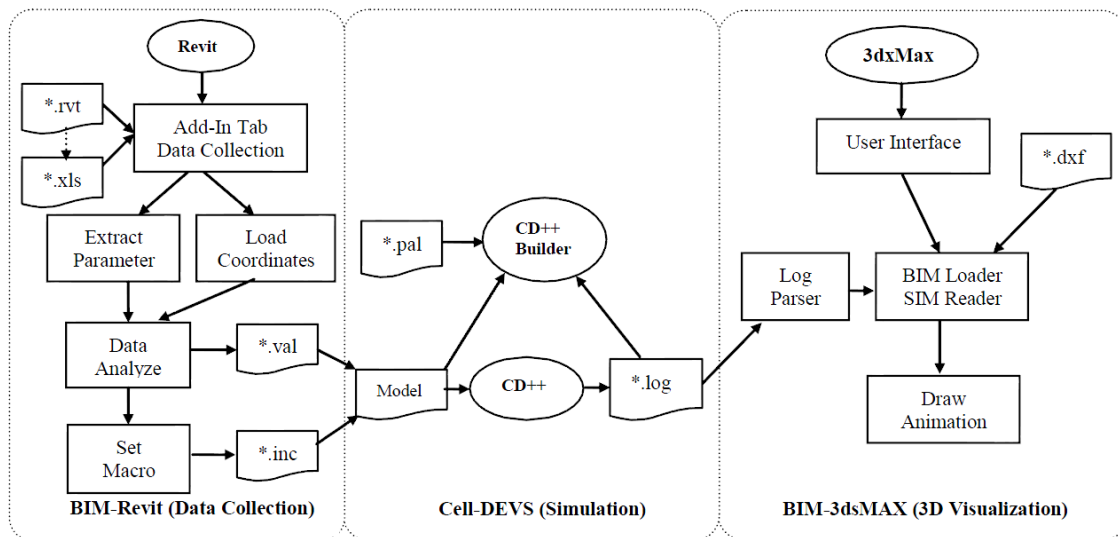 Revit
*.rvt
Add-In Tab
Data Collection
*.xls
Extract
Parameter
Load
Coordinates
Data
Analyze
*.val
Set
Macro
*.inc
BIM-Revit (Data Collection)
*.pal
CD++
Builder
Model
CD++
*.log
Cell-DEVS (Simulation)
3dxMax
User Interface
*.dxf
Log
Parser
BIM Loader
SIM Reader
Draw
Animation
BIM-3dsMAX (3D Visualization)